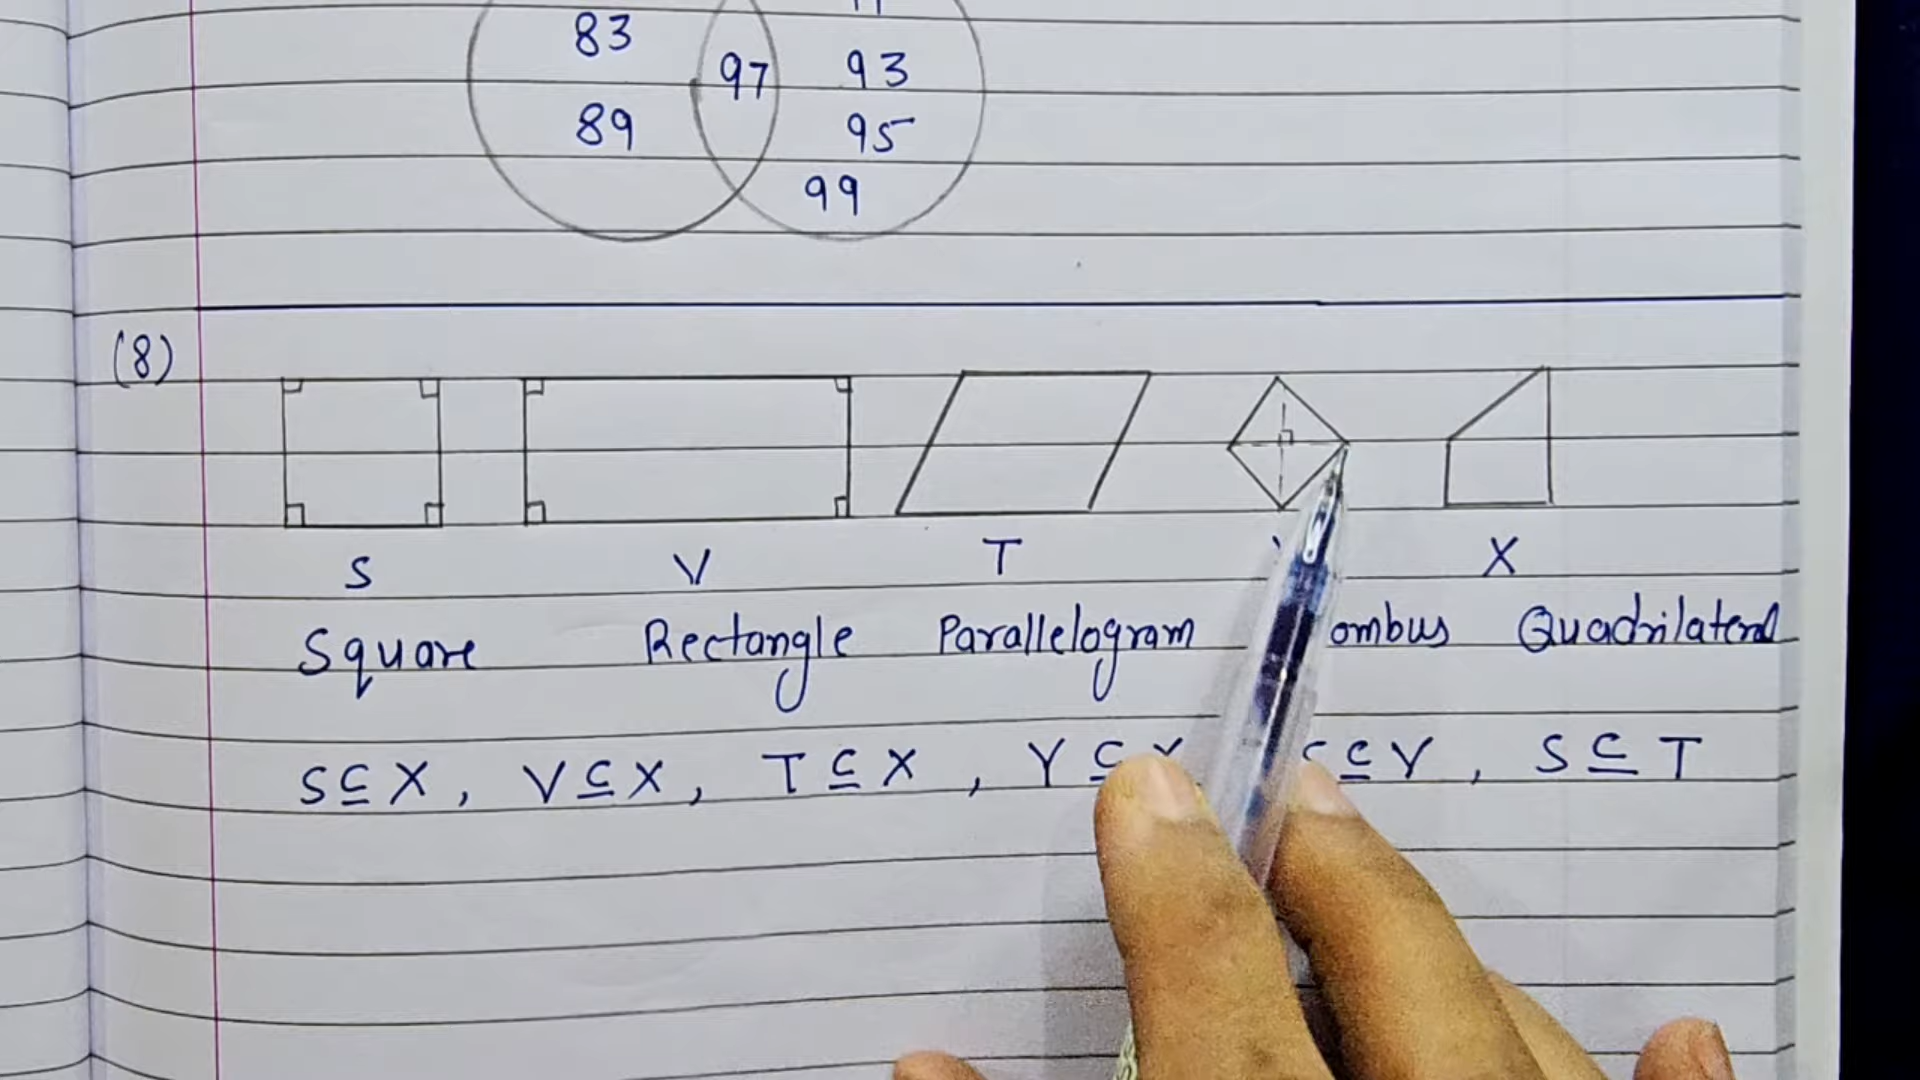 83
97 93
89 95
99
(8)
S V T X
Square Rectangle Parallelogram ombus Quadrilateral
S ⊆ X , V ⊆ X , T ⊆ X , Y ⊆ ⊆ V , S ⊆ T